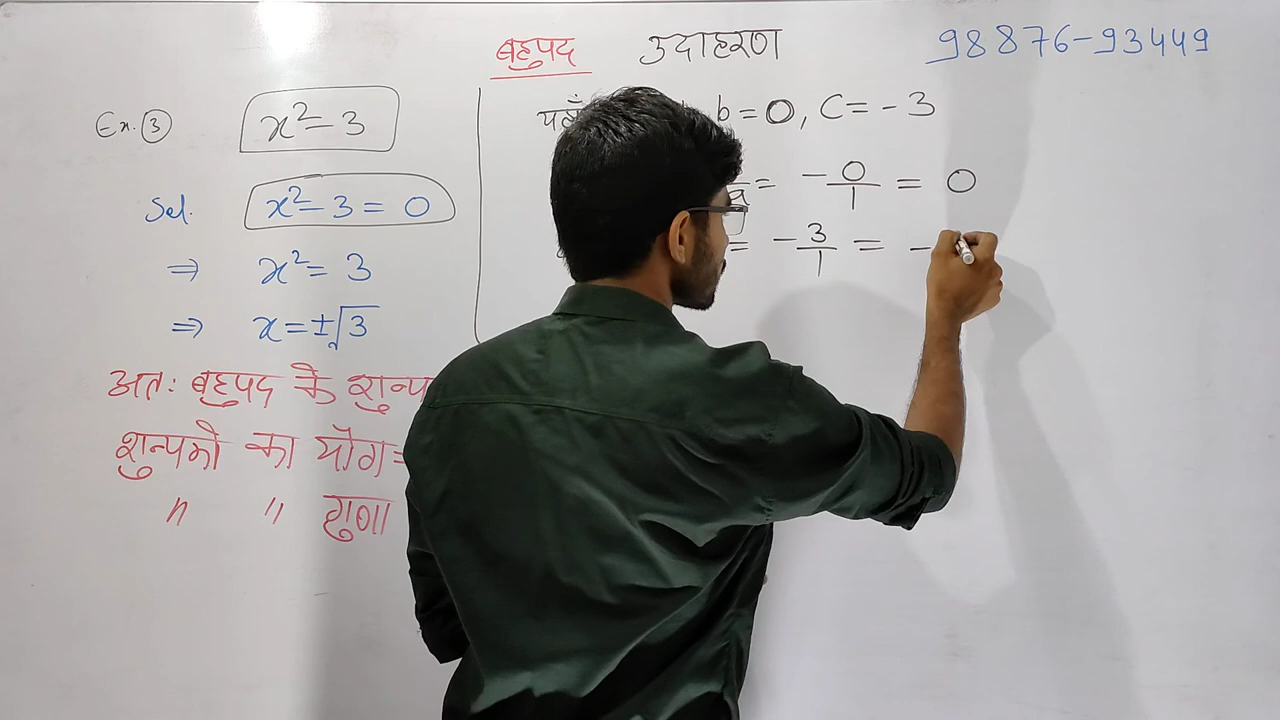 बहुपद उदाहरण 98876-93449
Ex. ③ x² - 3
Sol. x² - 3 = 0
⇒ x² = 3
⇒ x = ±√3
अतः बहुपद के शुन्य
शुन्यको का योग =
" " गुणा
b = 0, C = - 3
= - 0/1 = 0
= - 3/1 = -